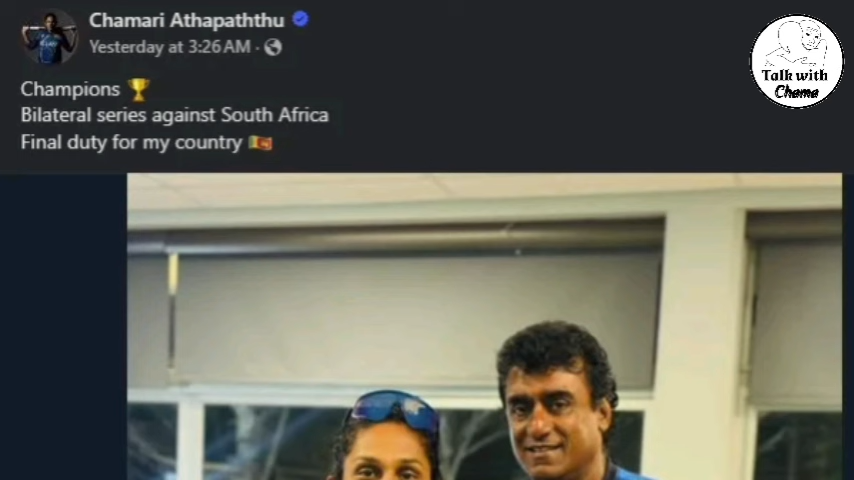 Chamari Athapaththu
Yesterday at 3:26 AM ·
Champions 🏆
Bilateral series against South Africa
Final duty for my country 🇱🇰
Talk with
Chama